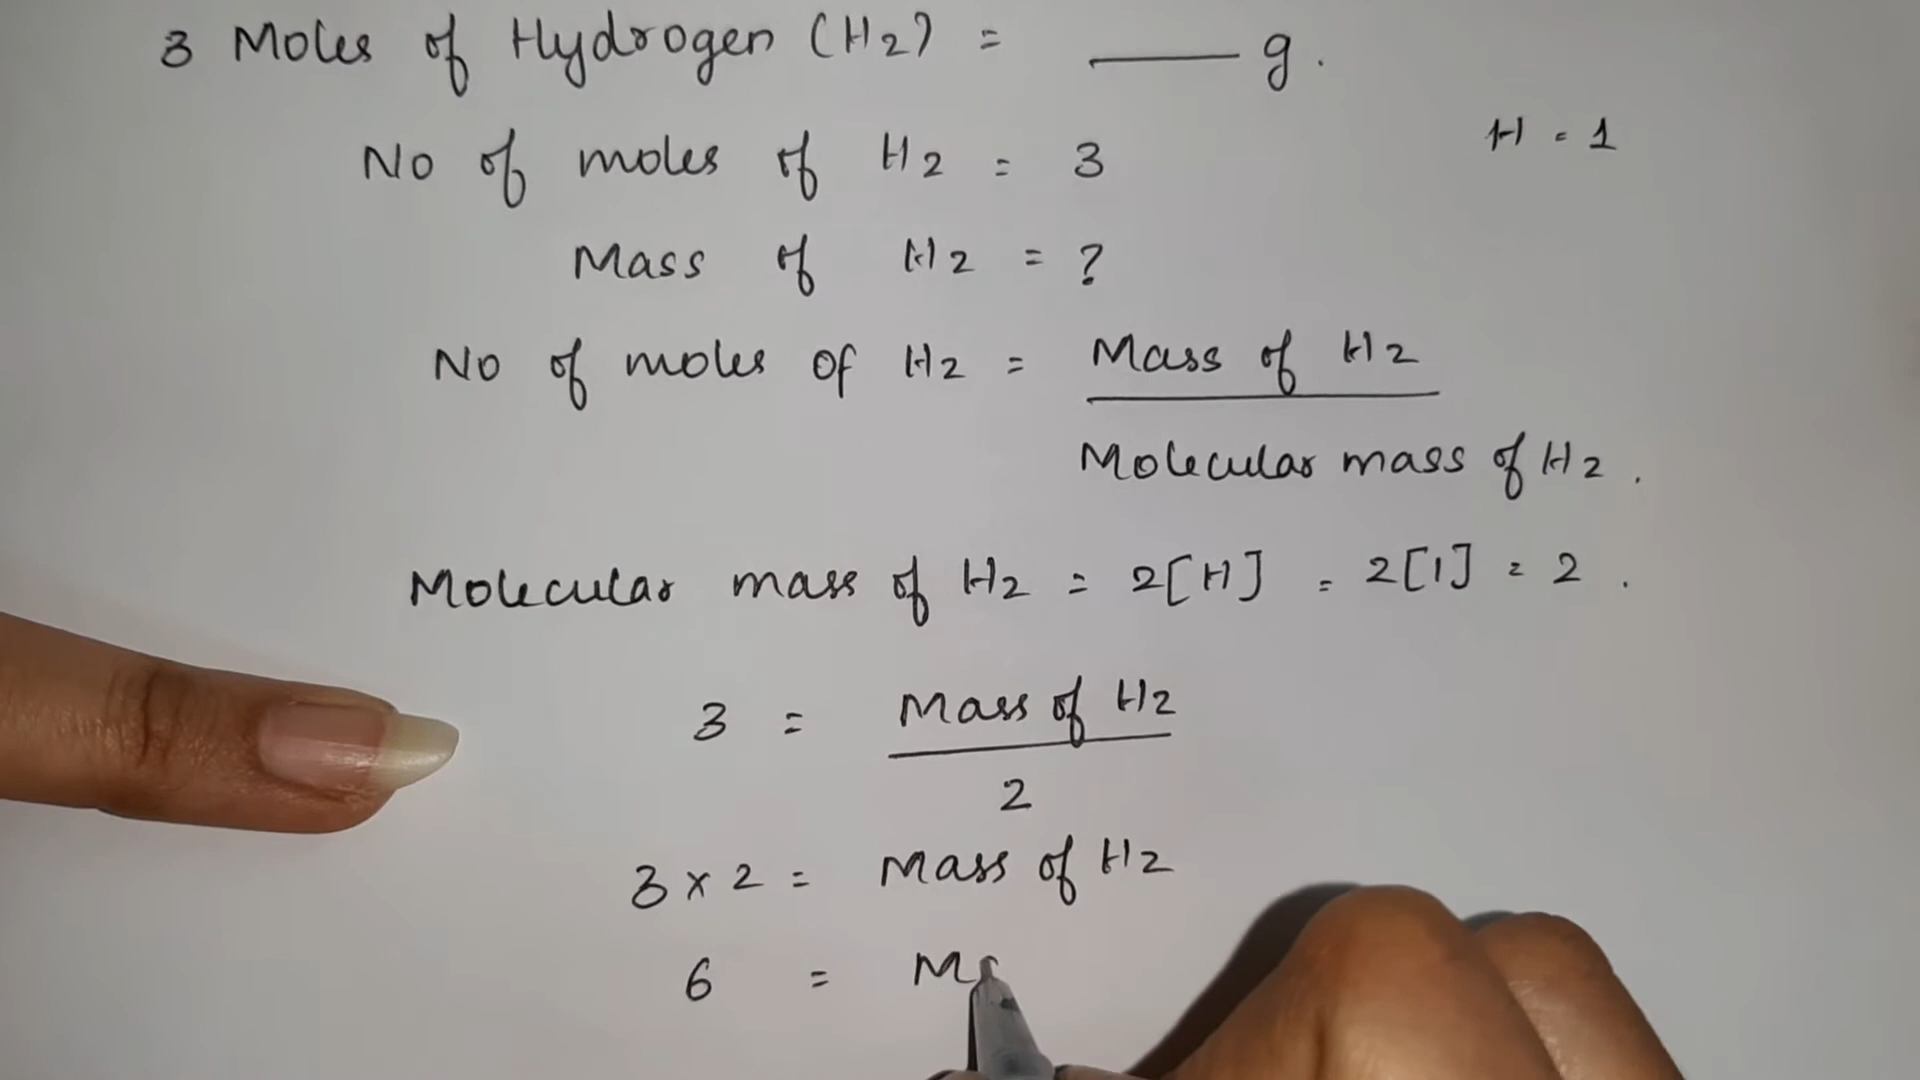 3 Moles of Hydrogen (H2) = ___ g.
H = 1
No of moles of H2 = 3
Mass of H2 = ?
No of moles of H2 = Mass of H2
Molecular mass of H2.
Molecular mass of H2 = 2[H] = 2[1] = 2.
3 = Mass of H2
2
3 x 2 = Mass of H2
6 = Ma